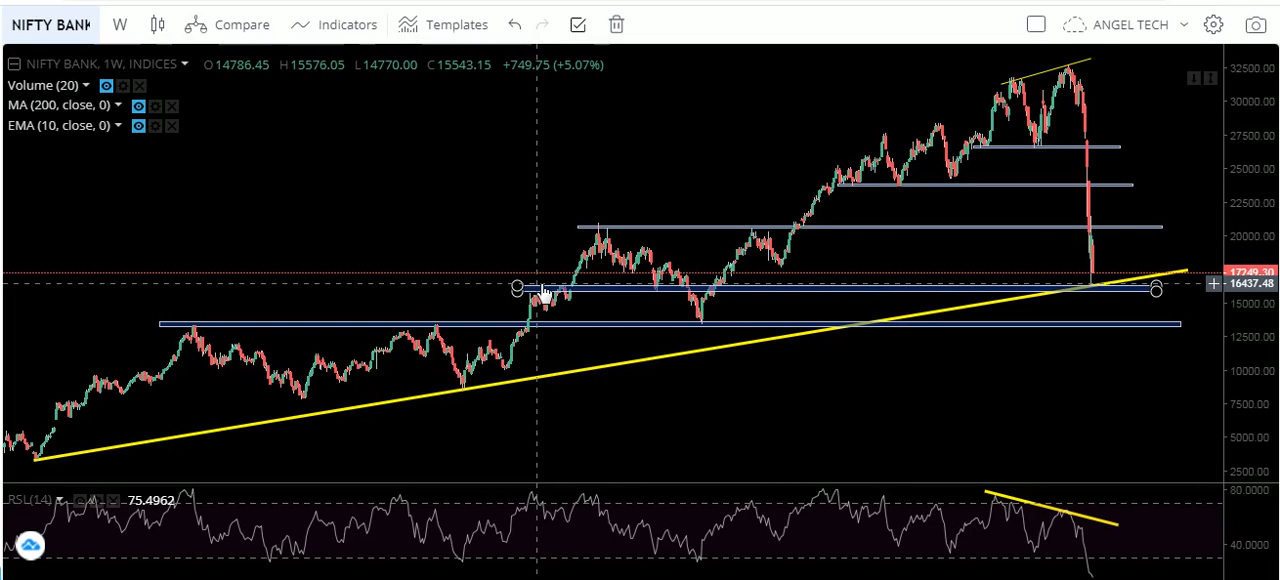 NIFTY BANK W Compare Indicators Templates ANGEL TECH
NIFTY BANK, 1W, INDICES O14786.45 H15576.05 L14770.00 C15543.15 +749.75 (+5.07%)
Volume (20)
MA (200, close, 0)
EMA (10, close, 0)
32500.00
30000.00
27500.00
25000.00
22500.00
20000.00
17249.30
16437.48
15000.00
12500.00
10000.00
7500.00
5000.00
2500.00
RSI (14) 75.4962
80.0000
40.0000